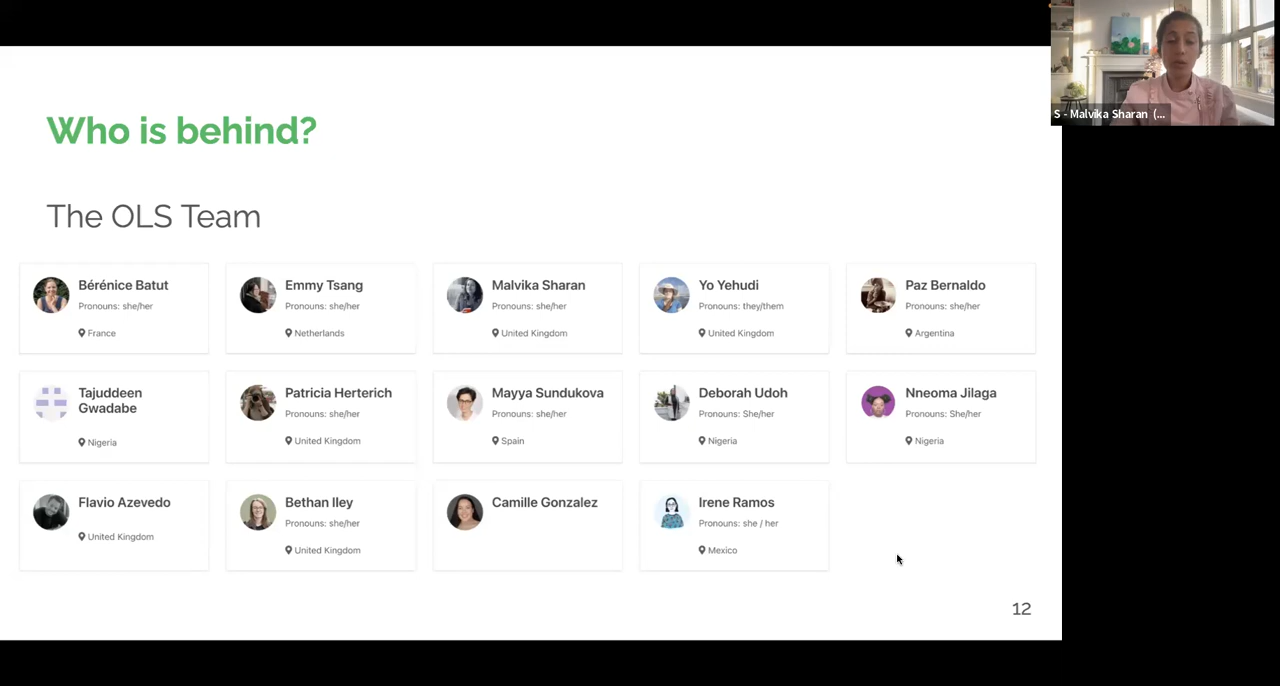 S - Malvika Sharan (...
Who is behind?
The OLS Team
Bérénice Batut
Pronouns: she/her
France
Emmy Tsang
Pronouns: she/her
Netherlands
Malvika Sharan
Pronouns: she/her
United Kingdom
Yo Yehudi
Pronouns: they/them
United Kingdom
Paz Bernaldo
Pronouns: she/her
Argentina
Tajuddeen
Gwadabe
Nigeria
Patricia Herterich
Pronouns: she/her
United Kingdom
Mayya Sundukova
Pronouns: she/her
Spain
Deborah Udoh
Pronouns: She/her
Nigeria
Nneoma Jilaga
Pronouns: She/her
Nigeria
Flavio Azevedo
United Kingdom
Bethan Iley
Pronouns: she/her
United Kingdom
Camille Gonzalez
Irene Ramos
Pronouns: she / her
Mexico
12